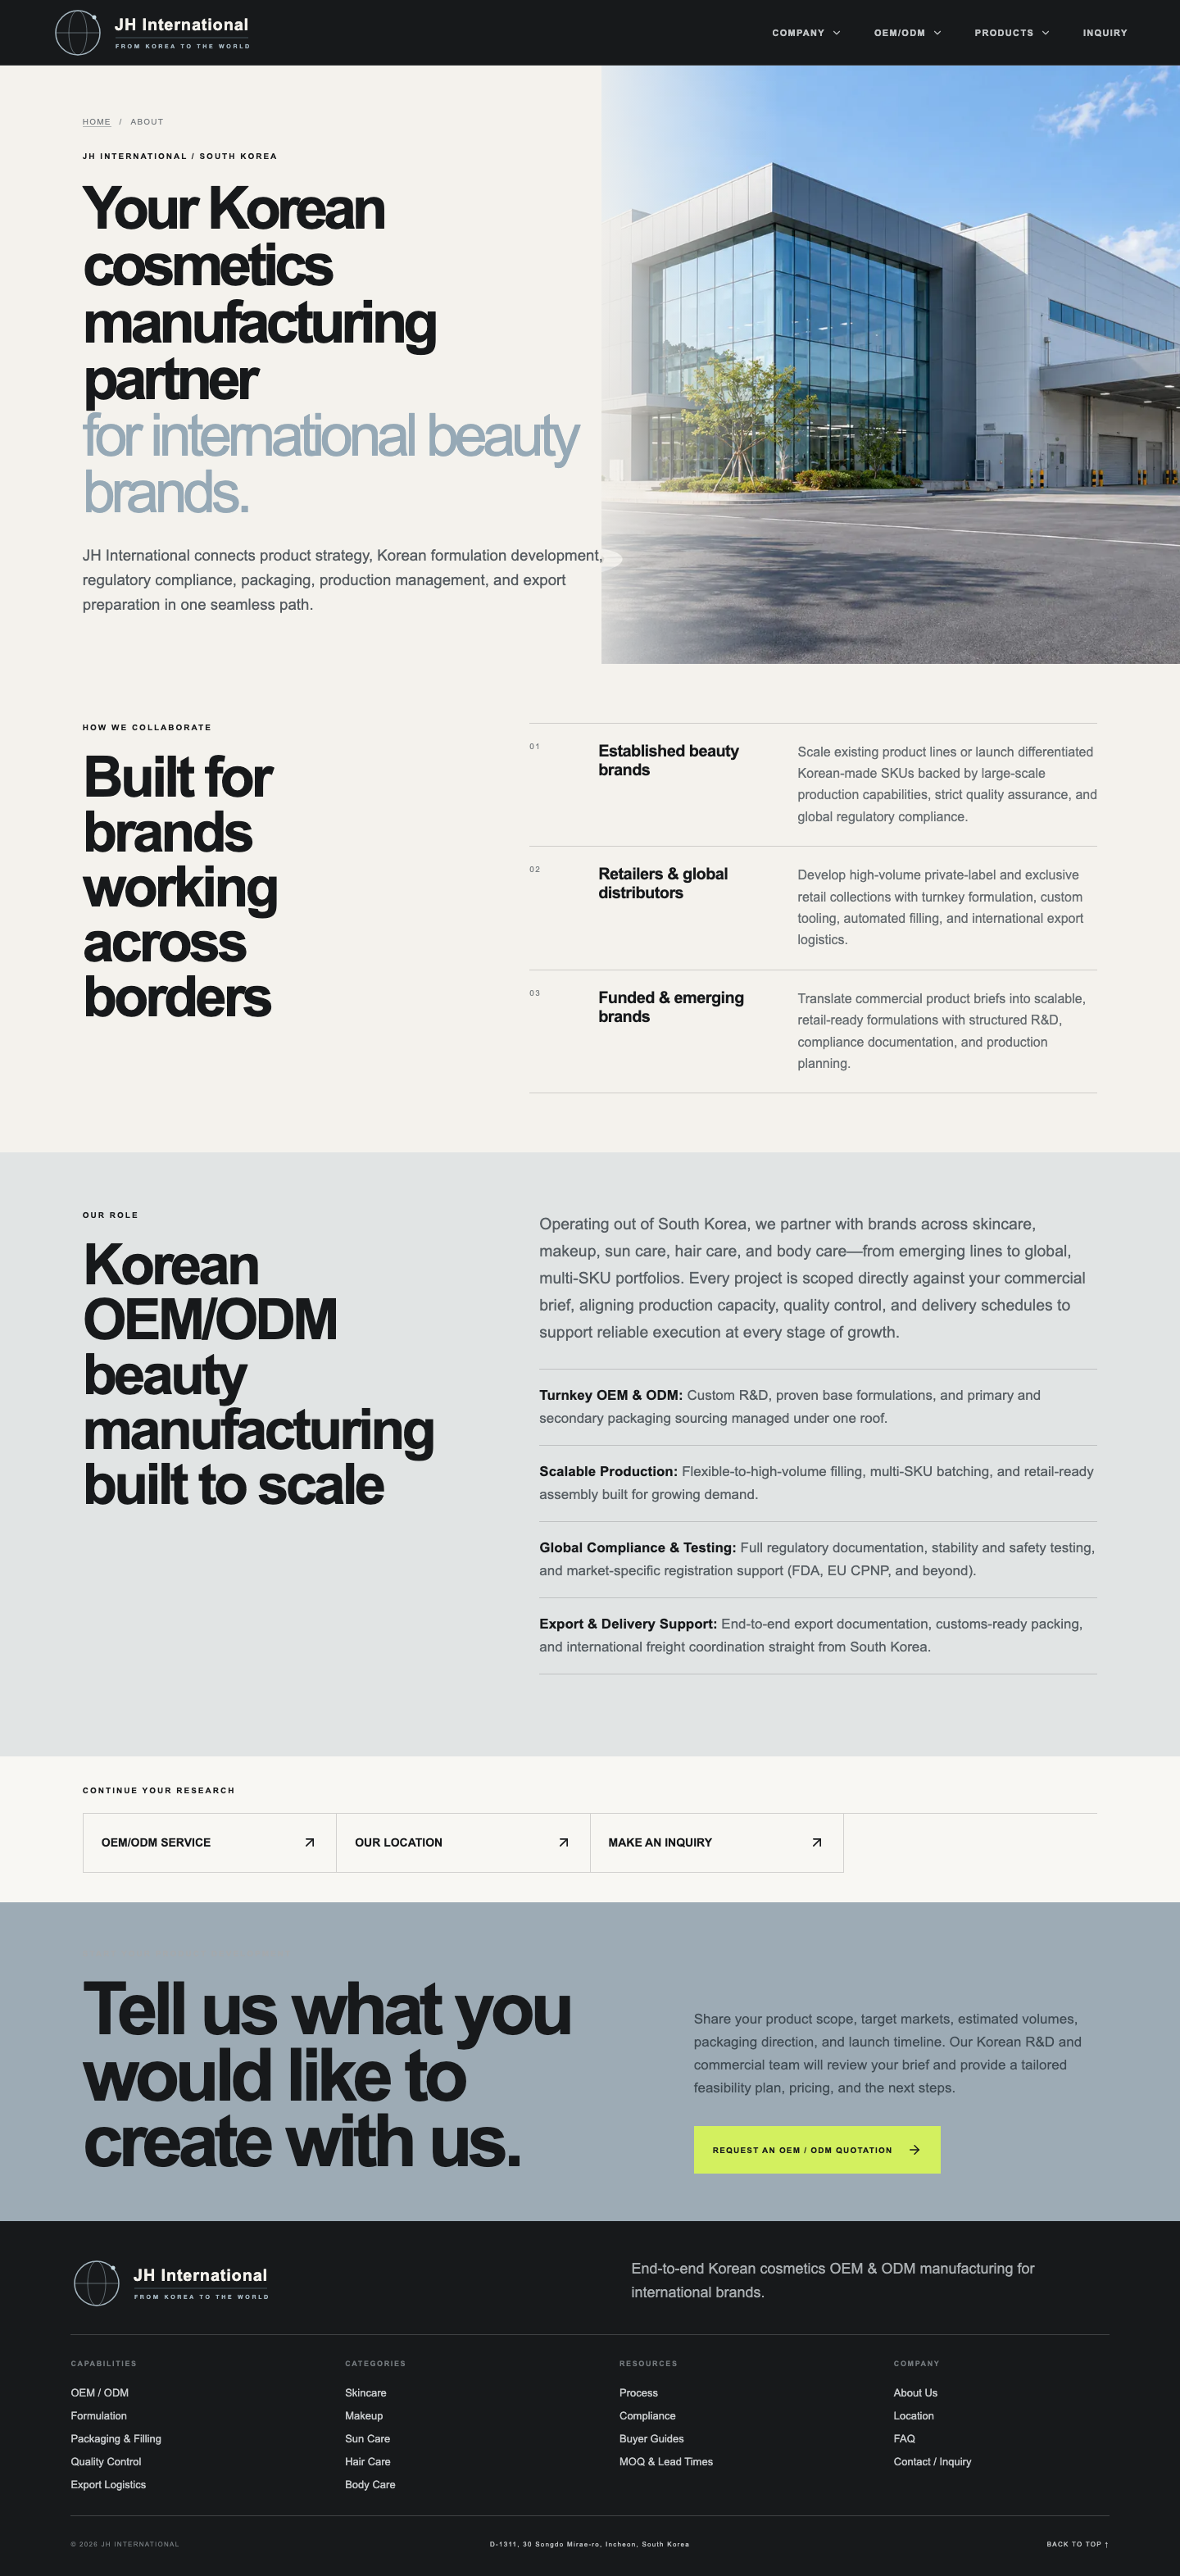 JH International
FROM KOREA TO THE WORLD
COMPANY
OEM/ODM
PRODUCTS
INQUIRY
HOME / ABOUT
JH INTERNATIONAL / SOUTH KOREA
Your Korean
cosmetics
manufacturing
partner
for international beauty
brands.
JH International connects product strategy, Korean formulation development,
regulatory compliance, packaging, production management, and export
preparation in one seamless path.
HOW WE COLLABORATE
Built for
brands
working
across
borders
01
Established beauty
brands
Scale existing product lines or launch differentiated
Korean-made SKUs backed by large-scale
production capabilities, strict quality assurance, and
global regulatory compliance.
02
Retailers & global
distributors
Develop high-volume private-label and exclusive
retail collections with turnkey formulation, custom
tooling, automated filling, and international export
logistics.
03
Funded & emerging
brands
Translate commercial product briefs into scalable,
retail-ready formulations with structured R&D,
compliance documentation, and production
planning.
OUR ROLE
Korean
OEM/ODM
beauty
manufacturing
built to scale
Operating out of South Korea, we partner with brands across skincare,
makeup, sun care, hair care, and body care—from emerging lines to global,
multi-SKU portfolios. Every project is scoped directly against your commercial
brief, aligning production capacity, quality control, and delivery schedules to
support reliable execution at every stage of growth.
Turnkey OEM & ODM: Custom R&D, proven base formulations, and primary and
secondary packaging sourcing managed under one roof.
Scalable Production: Flexible-to-high-volume filling, multi-SKU batching, and retail-ready
assembly built for growing demand.
Global Compliance & Testing: Full regulatory documentation, stability and safety testing,
and market-specific registration support (FDA, EU CPNP, and beyond).
Export & Delivery Support: End-to-end export documentation, customs-ready packing,
and international freight coordination straight from South Korea.
CONTINUE YOUR RESEARCH
OEM/ODM SERVICE
OUR LOCATION
MAKE AN INQUIRY
Tell us what you
would like to
create with us.
Share your product scope, target markets, estimated volumes,
packaging direction, and launch timeline. Our Korean R&D and
commercial team will review your brief and provide a tailored
feasibility plan, pricing, and the next steps.
REQUEST AN OEM / ODM QUOTATION
JH International
FROM KOREA TO THE WORLD
End-to-end Korean cosmetics OEM & ODM manufacturing for
international brands.
CAPABILITIES
OEM / ODM
Formulation
Packaging & Filling
Quality Control
Export Logistics
CATEGORIES
Skincare
Makeup
Sun Care
Hair Care
Body Care
RESOURCES
Process
Compliance
Buyer Guides
MOQ & Lead Times
COMPANY
About Us
Location
FAQ
Contact / Inquiry
© 2026 JH INTERNATIONAL
D-1311, 30 Songdo Mirae-ro, Incheon, South Korea
BACK TO TOP ↑